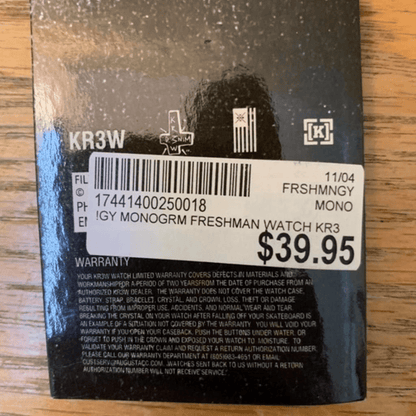 KR3W
[K]
FIL
©
PH
EN
17441400250018
11/04
FRSHMNGY
MONO
!GY MONOGRM FRESHMAN WATCH KR3
$39.95
WARRANTY
YOUR KR3W WATCH LIMITED WARRANTY COVERS DEFECTS IN MATERIALS AND
WORKMANSHIP FOR A PERIOD OF TWO YEARS FROM THE DATE OF PURCHASE FROM AN
AUTHORIZED KR3W DEALER. THE WARRANTY DOES NOT COVER THE WATCH CASE,
BATTERY, STRAP, BRACELET, CRYSTAL, AND CROWN LOSS, THEFT OR DAMAGE
RESULTING FROM IMPROPER USE, ACCIDENTS, AND NORMAL WEAR AND TEAR.
BREAKING THE CRYSTAL ON YOUR WATCH AFTER FALLING OFF YOUR SKATEBOARD IS
AN EXAMPLE OF A SITUATION NOT COVERED BY THE WARRANTY. YOU WILL VOID YOUR
WARRANTY IF YOU OPEN YOUR CASEBACK, PUSH THE BUTTONS UNDER WATER, OR
FORGET TO PUSH IN THE CROWN AND EXPOSED YOUR WATCH TO MOISTURE. TO
VALIDATE YOUR WARRANTY CLAIM AND REQUEST A RETURN AUTHORIZATION NUMBER,
PLEASE CALL OUR WARRANTY DEPARTMENT AT EMAIL OR
WATCHES SENT BACK TO US WITHOUT A RETURN
AUTHORIZATION NUMBER WILL NOT RECEIVE SERVICE.